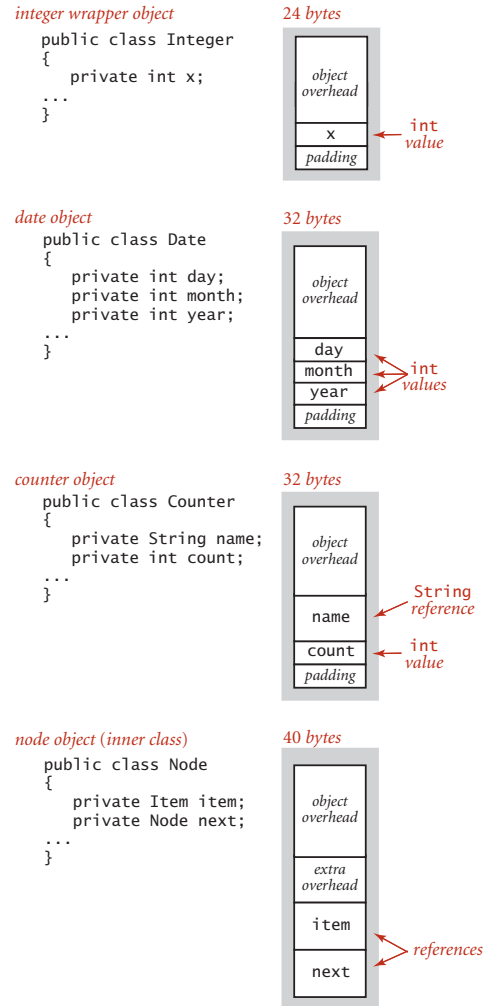 integer wrapper object
24 bytes
public class Integer
{
private int x;
...
}
object
overhead
x
padding
int
value
date object
32 bytes
public class Date
{
private int day;
private int month;
private int year;
...
}
object
overhead
day
month
year
padding
int
values
counter object
32 bytes
public class Counter
{
private String name;
private int count;
...
}
object
overhead
name
count
padding
String
reference
int
value
node object (inner class)
40 bytes
public class Node
{
private Item item;
private Node next;
...
}
object
overhead
extra
overhead
item
next
references